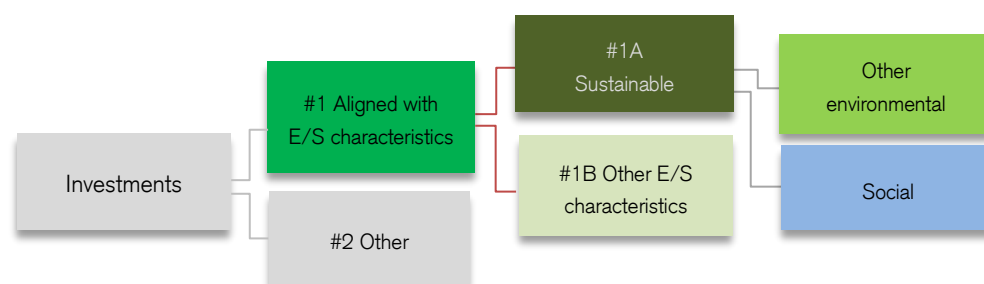 Investments
#1 Aligned with
E/S characteristics
#2 Other
#1A
Sustainable
#1B Other E/S
characteristics
Other
environmental
Social